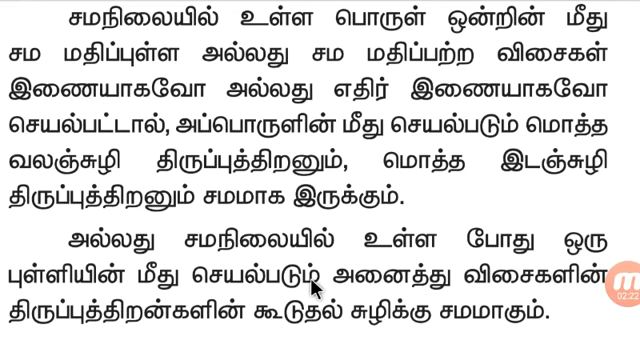 சமநிலையில் உள்ள பொருள் ஒன்றின் மீது
சம மதிப்புள்ள அல்லது சம மதிப்பற்ற விசைகள்
இணையாகவோ அல்லது எதிர் இணையாகவோ
செயல்பட்டால், அப்பொருளின் மீது செயல்படும் மொத்த
வலஞ்சுழி திருப்புத்திறனும், மொத்த இடஞ்சுழி
திருப்புத்திறனும் சமமாக இருக்கும்.
அல்லது சமநிலையில் உள்ள போது ஒரு
புள்ளியின் மீது செயல்படும் அனைத்து விசைகளின்
திருப்புத்திறன்களின் கூடுதல் சுழிக்கு சமமாகும்.
02:22